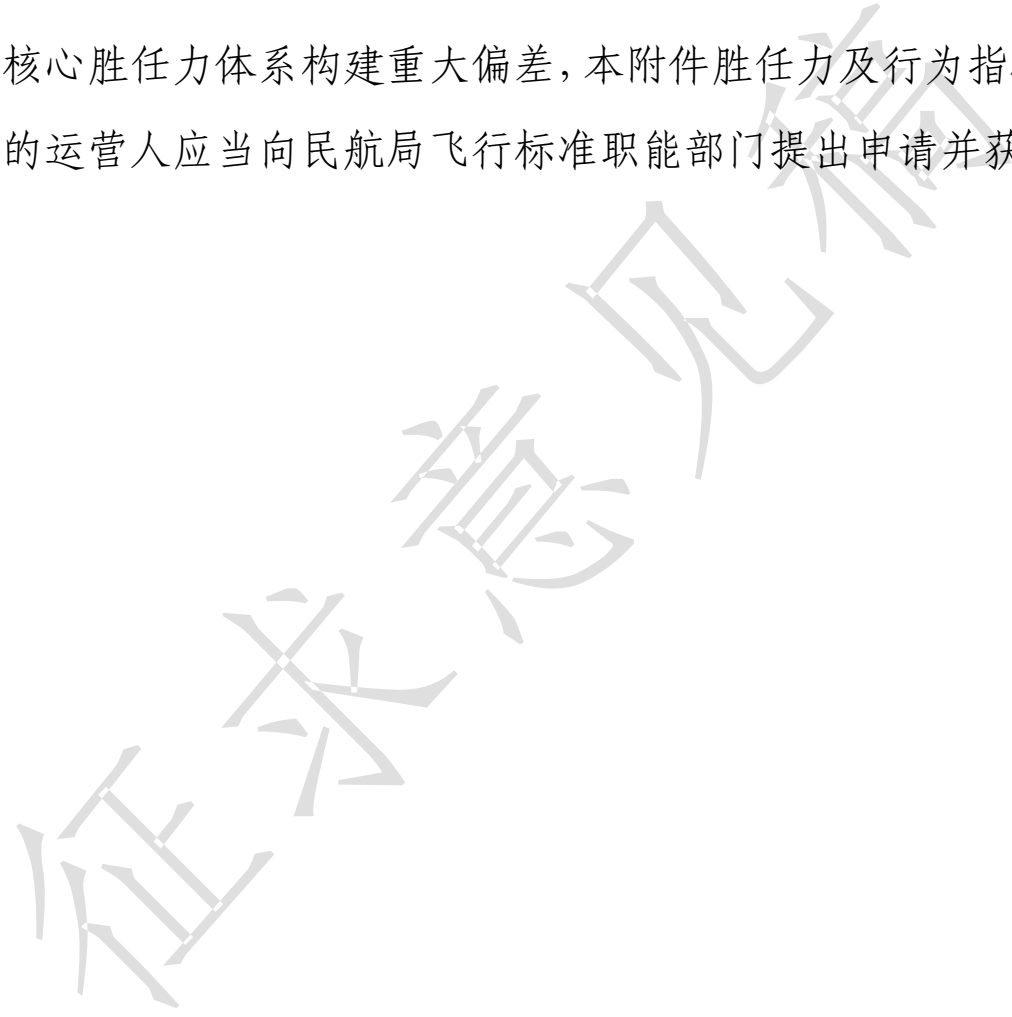 核心胜任力体系构建重大偏差，本附件胜任力及行为指
的运营人应当向民航局飞行标准职能部门提出申请并获
征求意见稿